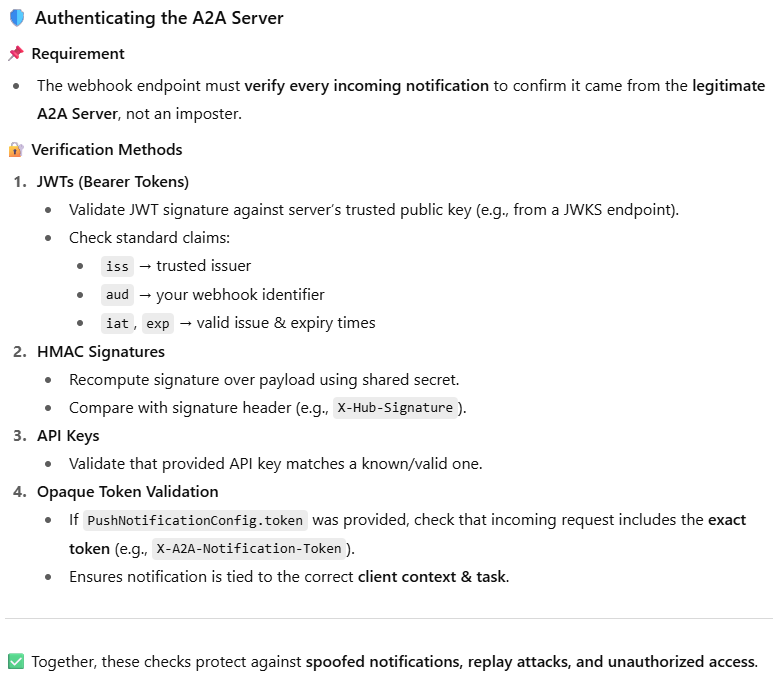 🛡️ Authenticating the A2A Server
📌 Requirement
• The webhook endpoint must verify every incoming notification to confirm it came from the legitimate
A2A Server, not an imposter.
🔐 Verification Methods
1. JWTs (Bearer Tokens)
• Validate JWT signature against server's trusted public key (e.g., from a JWKS endpoint).
• Check standard claims:
• iss → trusted issuer
• aud → your webhook identifier
• iat, exp → valid issue & expiry times
2. HMAC Signatures
• Recompute signature over payload using shared secret.
• Compare with signature header (e.g., X-Hub-Signature).
3. API Keys
• Validate that provided API key matches a known/valid one.
4. Opaque Token Validation
• If PushNotificationConfig.token was provided, check that incoming request includes the exact
token (e.g., X-A2A-Notification-Token).
• Ensures notification is tied to the correct client context & task.
✅ Together, these checks protect against spoofed notifications, replay attacks, and unauthorized access.